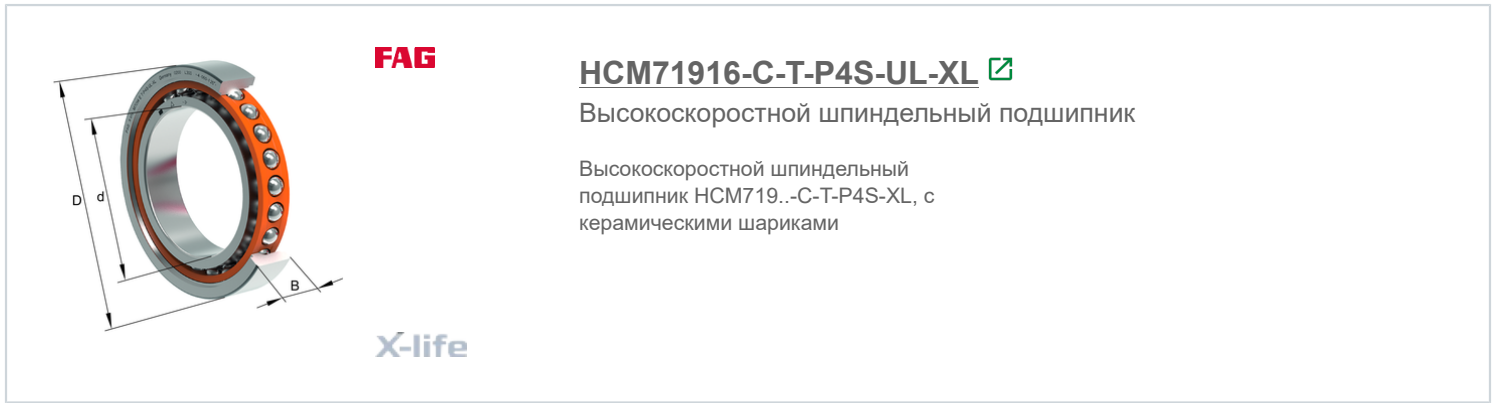 FAG
HCM71916-C-T-P4S-UL-XL
Высокоскоростной шпиндельный подшипник
Высокоскоростной шпиндельный
подшипник HCM719..-C-T-P4S-XL, с
керамическими шариками
D
d
B
X-life